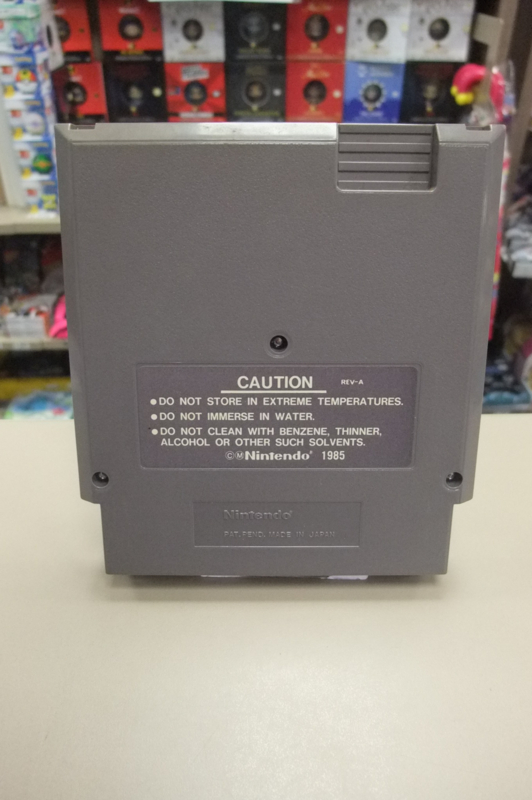 CAUTION REV-A
●DO NOT STORE IN EXTREME TEMPERATURES.
●DO NOT IMMERSE IN WATER.
●DO NOT CLEAN WITH BENZENE, THINNER,
ALCOHOL OR OTHER SUCH SOLVENTS.
ⒸⓂNintendo® 1985
Nintendo®
PAT. PEND. MADE IN JAPAN